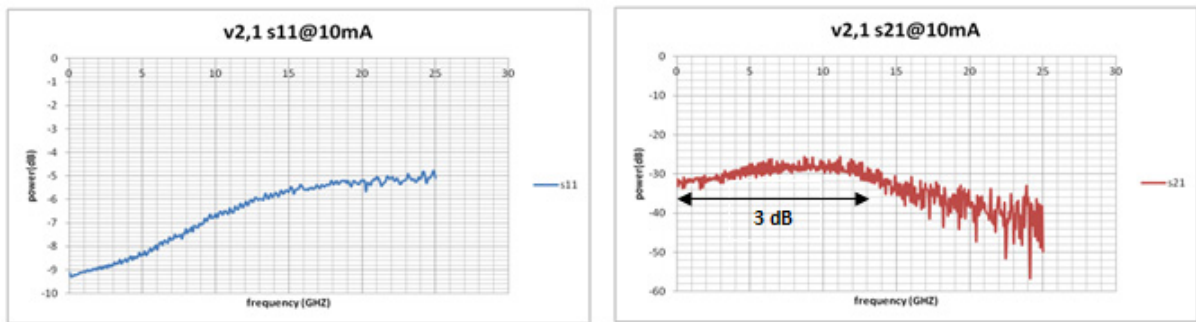 v2,1 s11@10mA
0
0 5 10 15 20 25 30
-1
-2
-3
-4
-5
-6
-7
-8
-9
-10
power(dB)
frequency (GHZ)
s11
v2,1 s21@10mA
0
0 5 10 15 20 25 30
-10
-20
-30
-40
-50
-60
power(dB)
3 dB
frequency (GHZ)
s21